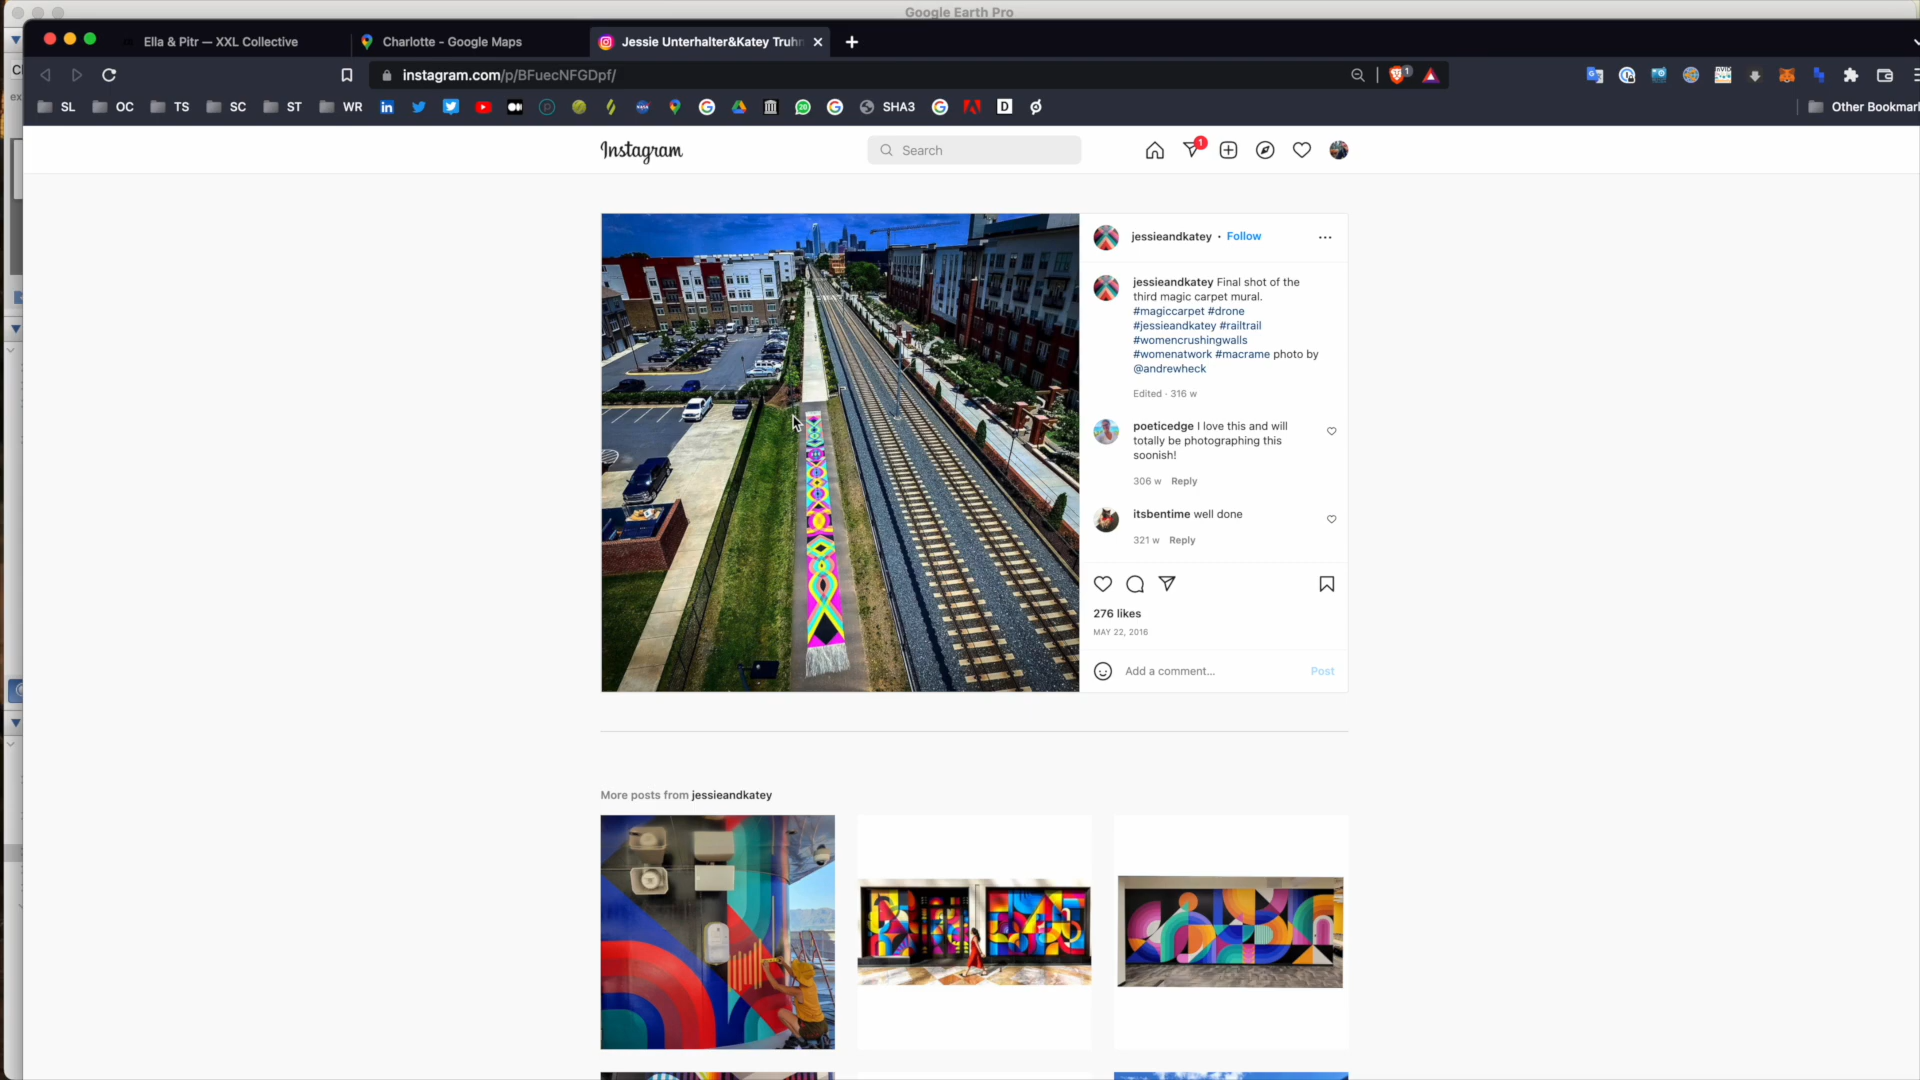 Google Earth Pro
Ella & Pitr — XXL Collective
Charlotte - Google Maps
Jessie Unterhalter&Katey Truhn
instagram.com/p/BFuecNFGDpf/
1
SL
OC
TS
SC
ST
WR
20
SHA3
D
Other Bookmar
Instagram
Search
1
jessieandkatey • Follow
jessieandkatey Final shot of the
third magic carpet mural.
#magiccarpet #drone
#jessieandkatey #railtrail
#womencrushingwalls
#womenatwork #macrame photo by
@andrewheck
Edited · 316 w
poeticedge I love this and will
totally be photographing this
soonish!
306 w Reply
itsbentime well done
321 w Reply
276 likes
MAY 22, 2016
Add a comment...
Post
More posts from jessieandkatey